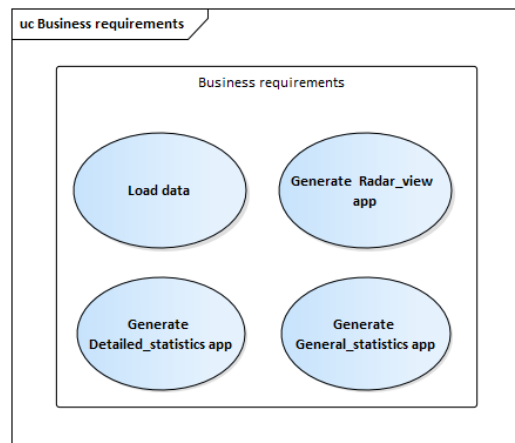 uc Business requirements
Business requirements
Load data
Generate Radar_view
app
Generate
Detailed_statistics app
Generate
General_statistics app